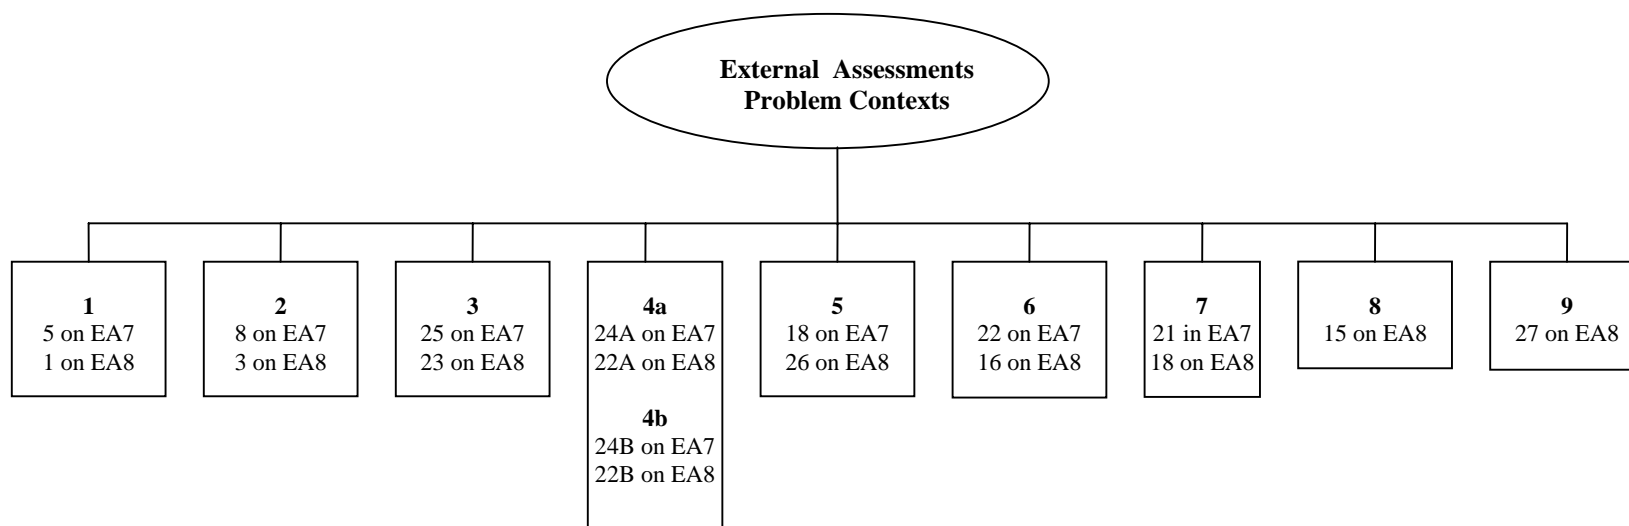 External Assessments
Problem Contexts
1
5 on EA7
1 on EA8
2
8 on EA7
3 on EA8
3
25 on EA7
23 on EA8
4a
24A on EA7
22A on EA8
4b
24B on EA7
22B on EA8
5
18 on EA7
26 on EA8
6
22 on EA7
16 on EA8
7
21 in EA7
18 on EA8
8
15 on EA8
9
27 on EA8